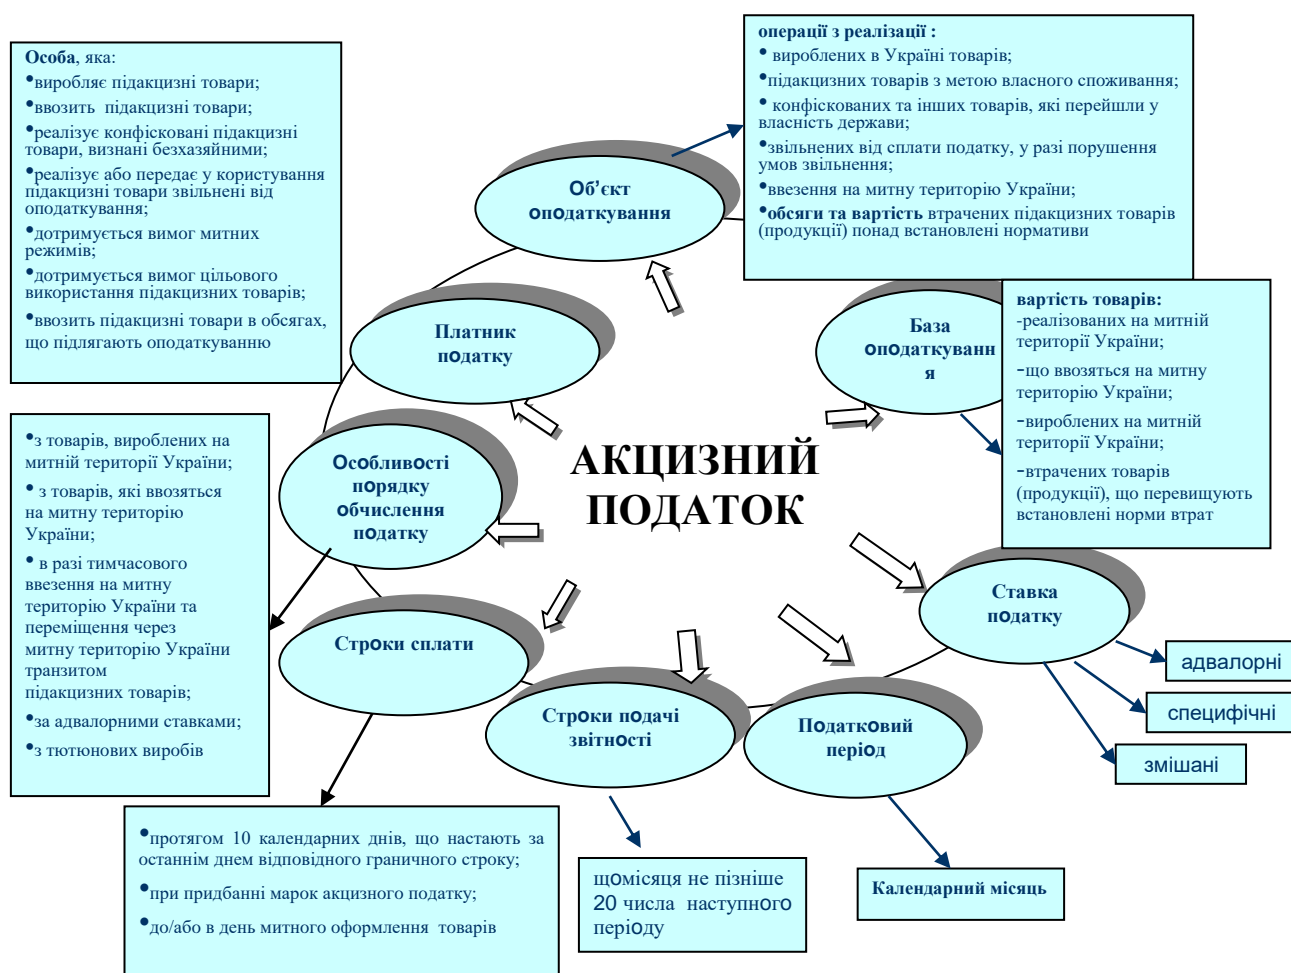 операції з реалізації :
• вироблених в Україні товарів;
•підакцизних товарів з метою власного споживання;
• конфіскованих та інших товарів, які перейшли у
власність держави;
•звільнених від сплати податку, у разі порушення
умов звільнення;
•ввезення на митну територію України;
•обсяги та вартість втрачених підакцизних товарів
(продукції) понад встановлені нормативи
Особа, яка:
•виробляє підакцизні товари;
•ввозить підакцизні товари;
•реалізує конфісковані підакцизні
товари, визнані безхазяйними;
•реалізує або передає у користування
підакцизні товари звільнені від
оподаткування;
•дотримується вимог митних
режимів;
•дотримується вимог цільового
використання підакцизних товарів;
•ввозить підакцизні товари в обсягах,
що підлягають оподаткуванню
Об’єкт
оподаткування
Платник
податку
База
оподаткуванн
я
вартість товарів:
-реалізованих на митній
території України;
-що ввозяться на митну
територію України;
-вироблених на митній
території України;
-втрачених товарів
(продукції), що перевищують
встановлені норми втрат
АКЦИЗНИЙ
ПОДАТОК
Особливості
порядку
обчислення
податку
•з товарів, вироблених на
митній території України;
• з товарів, які ввозяться
на митну територію
України;
• в разі тимчасового
ввезення на митну
територію України та
переміщення через
митну територію України
транзитом
підакцизних товарів;
•за адвалорними ставками;
•з тютюнових виробів
Ставка
податку
адвалорні
специфічні
змішані
Строки сплати
Строки подачі
звітності
Податковий
період
•протягом 10 календарних днів, що настають за
останнім днем відповідного граничного строку;
•при придбанні марок акцизного податку;
•до/або в день митного оформлення товарів
щомісяця не пізніше
20 числа наступного
періоду
Календарний місяць